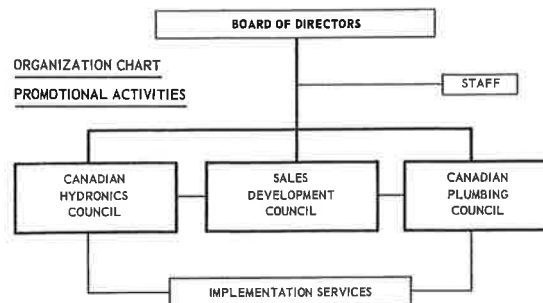 BOARD OF DIRECTORS
ORGANIZATION CHART
PROMOTIONAL ACTIVITIES
STAFF
CANADIAN
HYDRONICS
COUNCIL
SALES
DEVELOPMENT
COUNCIL
CANADIAN
PLUMBING
COUNCIL
IMPLEMENTATION SERVICES